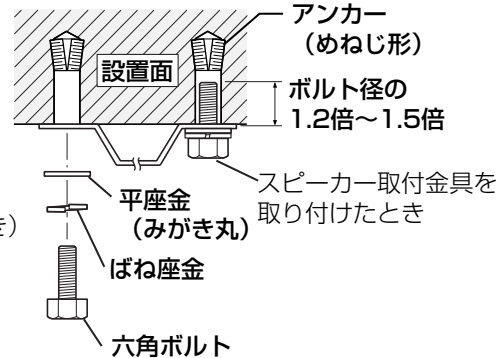 アンカー
（めねじ形）
設置面
ボルト径の
1.2倍～1.5倍
スピーカー取付金具を
取り付けたとき
平座金
（みがき丸）
き）
ばね座金
六角ボルト